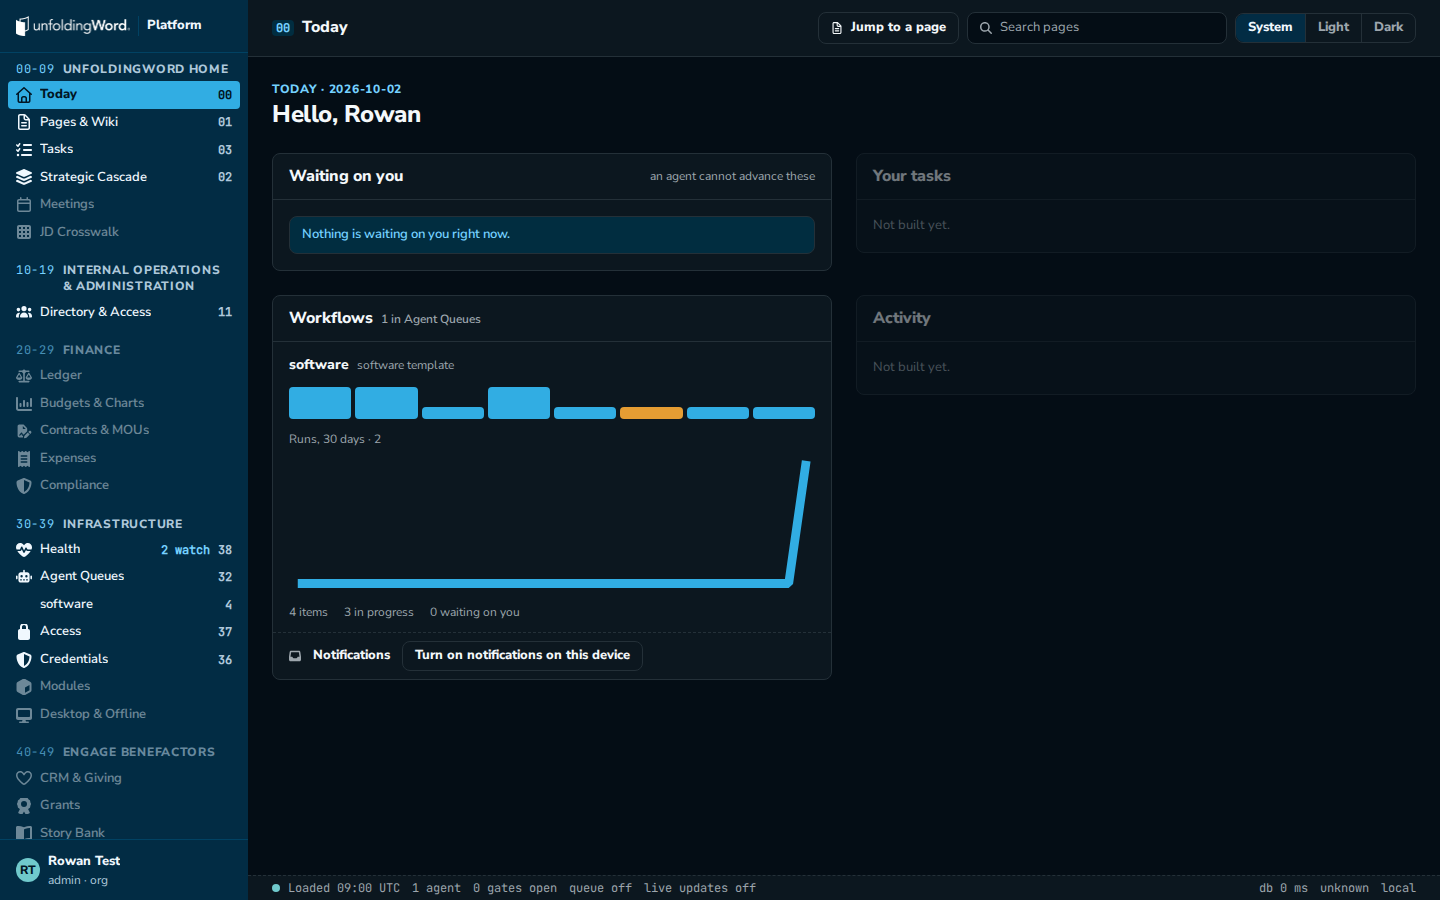 unfoldingWord Platform
00-09 UNFOLDINGWORD HOME
Today 00
Pages & Wiki 01
Tasks 03
Strategic Cascade 02
Meetings
JD Crosswalk
10-19 INTERNAL OPERATIONS
& ADMINISTRATION
Directory & Access 11
20-29 FINANCE
Ledger
Budgets & Charts
Contracts & MOUs
Expenses
Compliance
30-39 INFRASTRUCTURE
Health 2 watch 38
Agent Queues 32
software 4
Access 37
Credentials 36
Modules
Desktop & Offline
40-49 ENGAGE BENEFACTORS
CRM & Giving
Grants
Story Bank
RT Rowan Test
admin · org
00 Today
Jump to a page
Search pages
System Light Dark
TODAY · 2026-10-02
Hello, Rowan
Waiting on you an agent cannot advance these
Nothing is waiting on you right now.
Your tasks
Not built yet.
Workflows 1 in Agent Queues
software software template
Runs, 30 days · 2
4 items 3 in progress 0 waiting on you
Notifications Turn on notifications on this device
Activity
Not built yet.
Loaded 09:00 UTC 1 agent 0 gates open queue off live updates off
db 0 ms unknown local